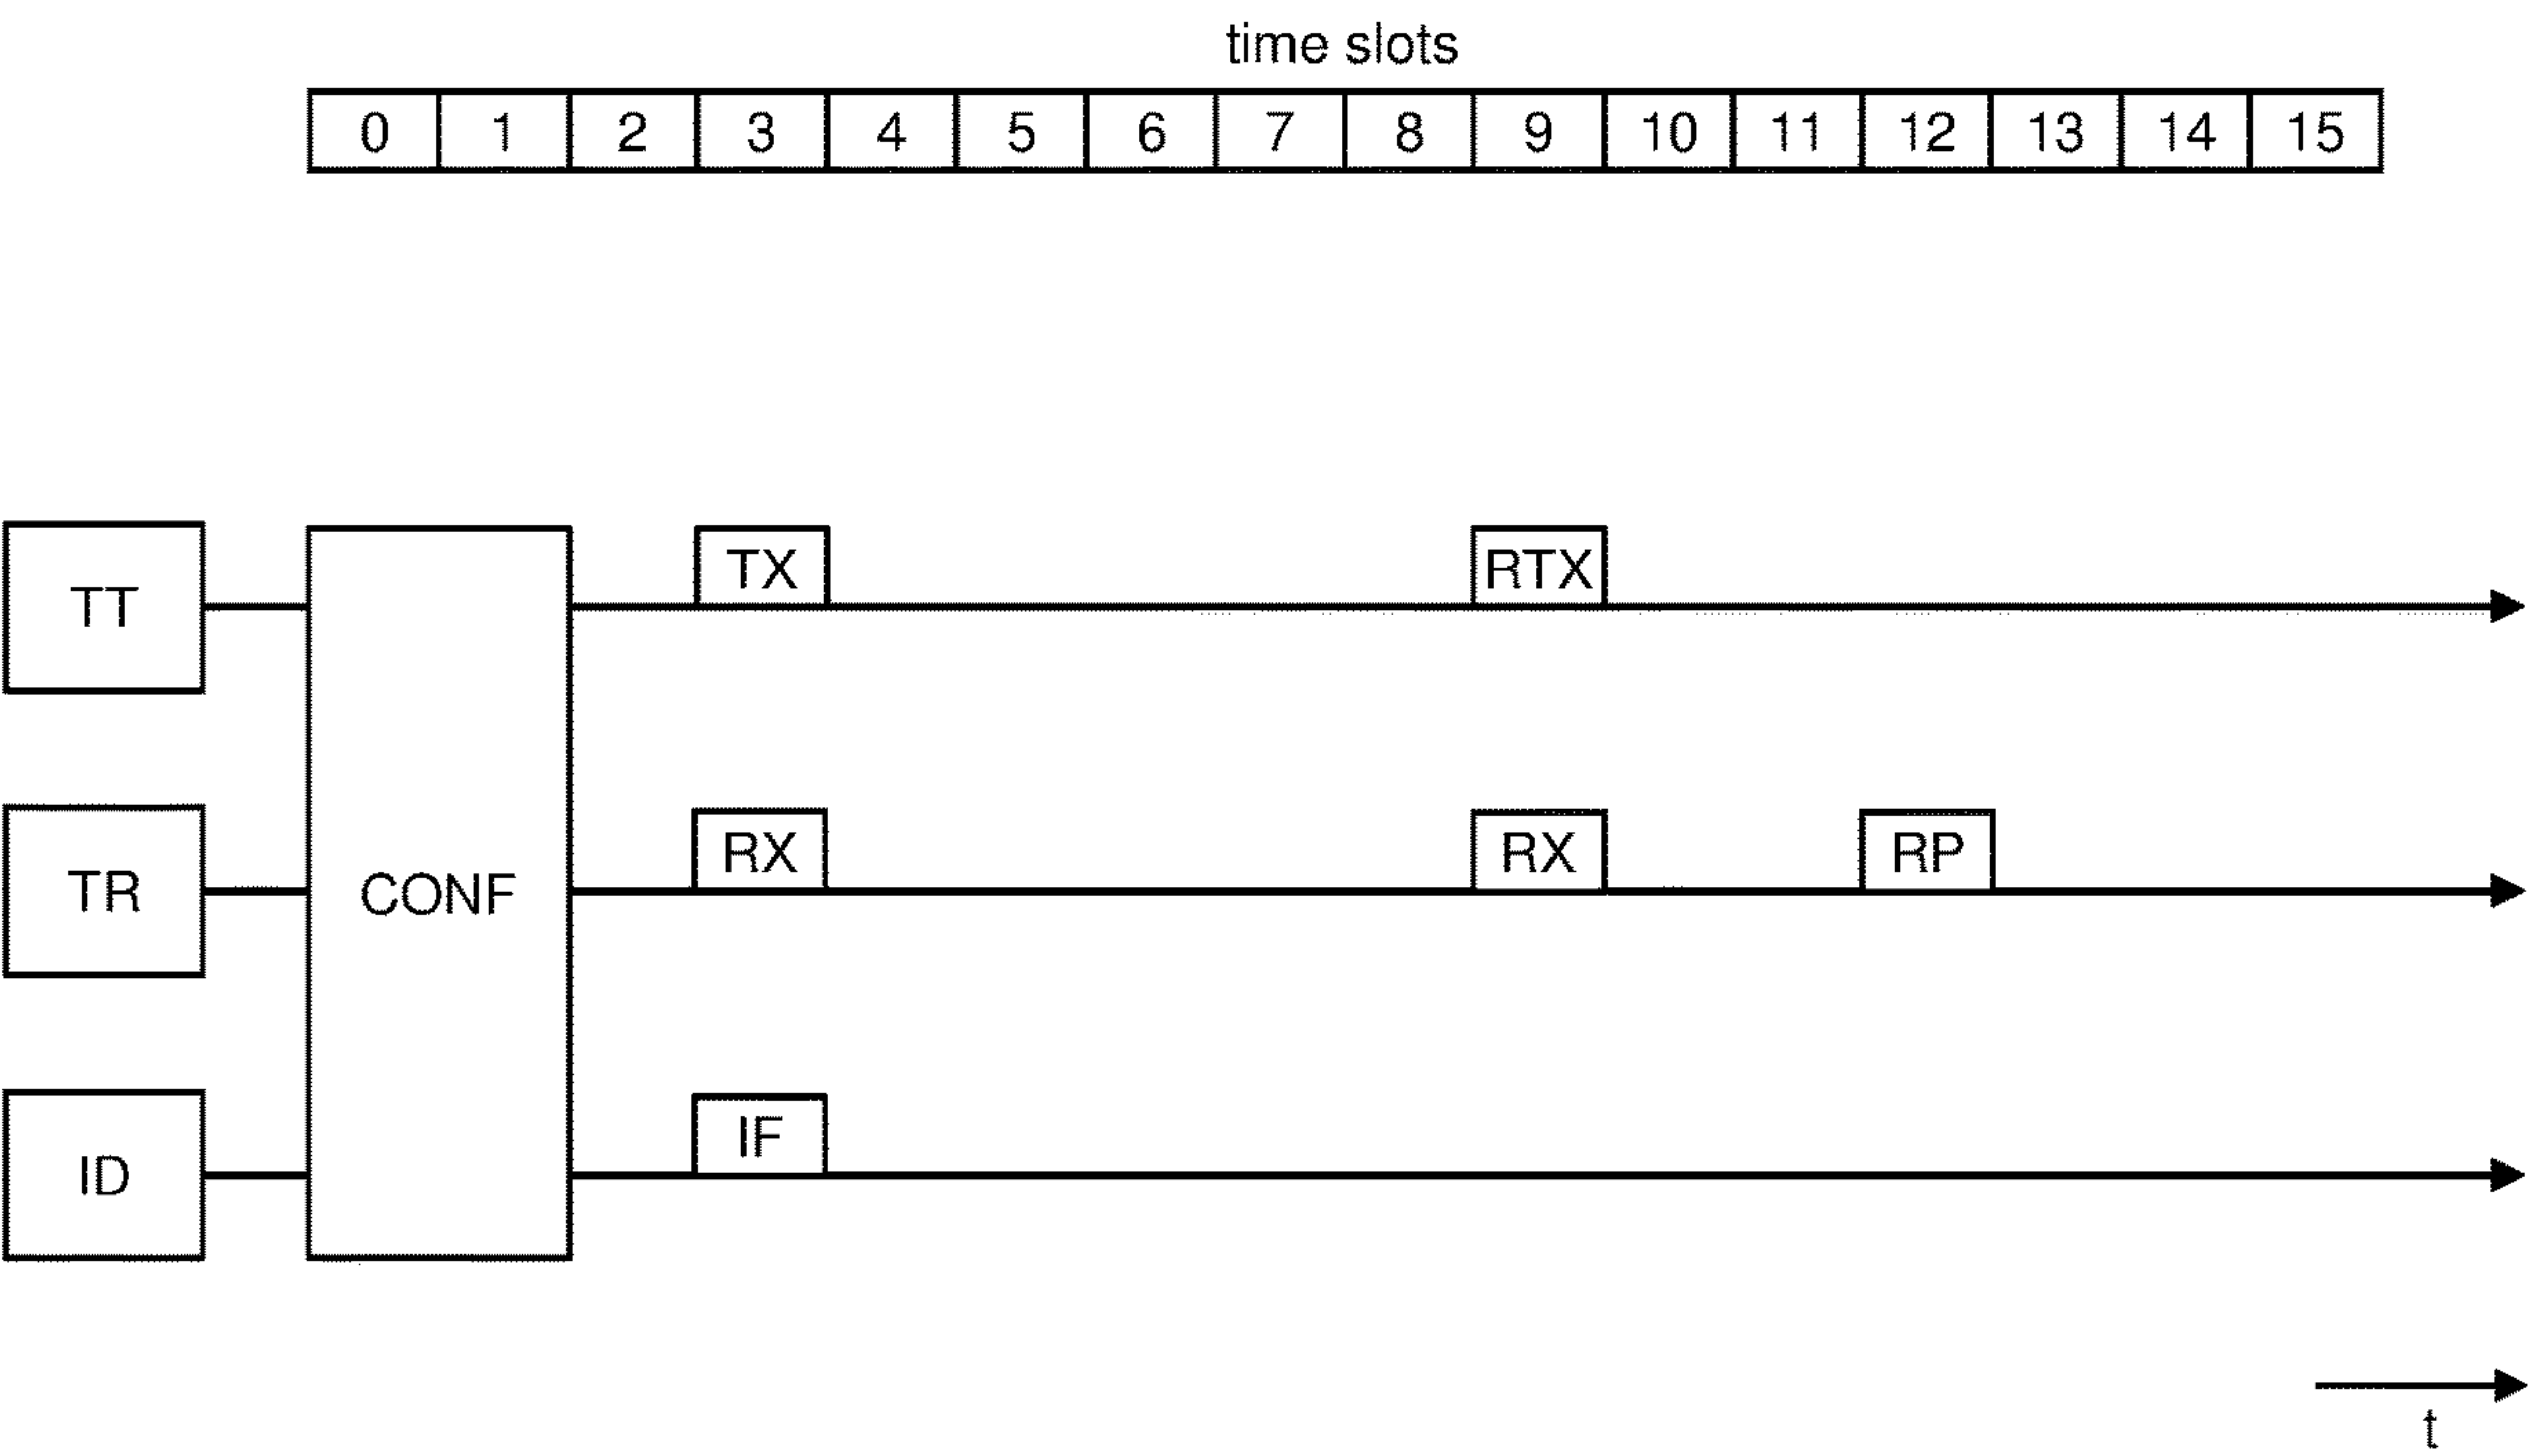 time slots
0 1 2 3 4 5 6 7 8 9 10 11 12 13 14 15
TT TX RTX
TR CONF RX RX RP
ID IF
t